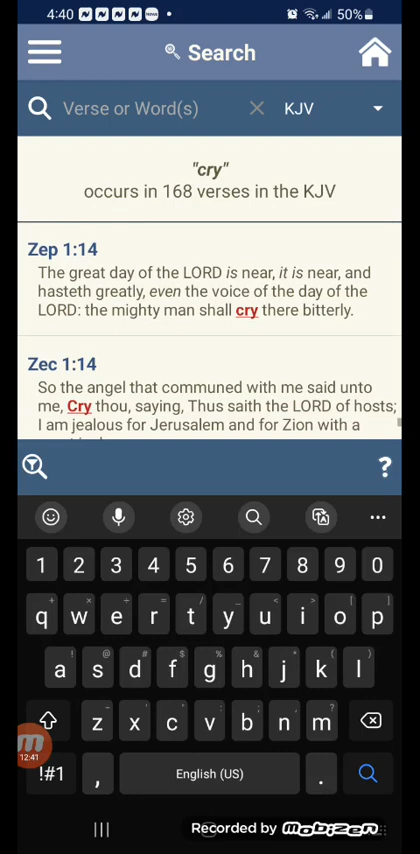 4:40 50%
Search
Verse or Word(s) KJV
"cry"
occurs in 168 verses in the KJV
Zep 1:14
The great day of the LORD is near, it is near, and
hasteth greatly, even the voice of the day of the
LORD: the mighty man shall cry there bitterly.
Zec 1:14
So the angel that communed with me said unto
me, Cry thou, saying, Thus saith the LORD of hosts;
I am jealous for Jerusalem and for Zion with a
?
1 2 3 4 5 6 7 8 9 0
q w e r t y u i o p
a s d f g h j k l
z x c v b n m
12:41
!#1 , English (US) .
Recorded by mobizen